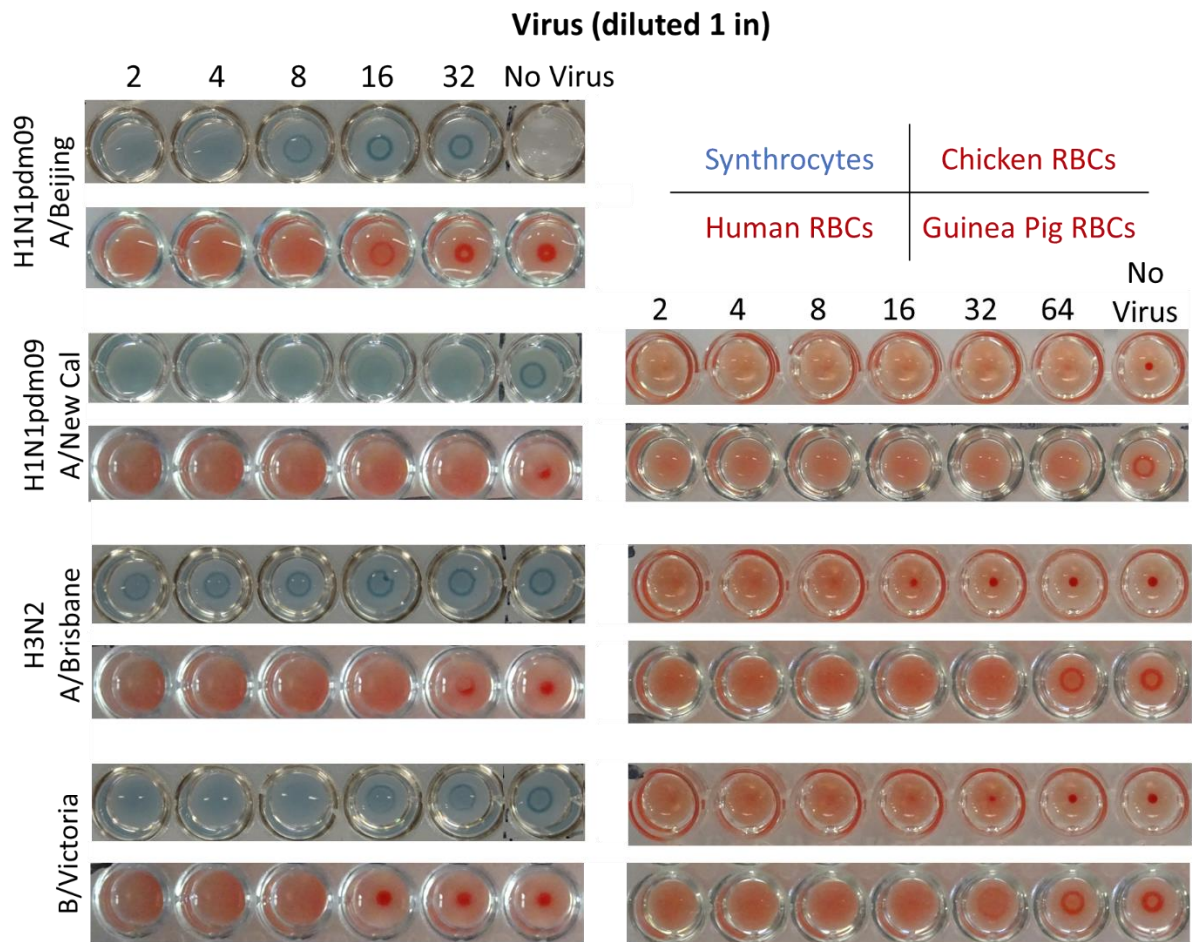 Virus (diluted 1 in)
2 4 8 16 32 No Virus
H1N1pdm09
A/Beijing
Synthrocytes Chicken RBCs
Human RBCs Guinea Pig RBCs
2 4 8 16 32 64 No
Virus
H1N1pdm09
A/New Cal
H3N2
A/Brisbane
B/Victoria